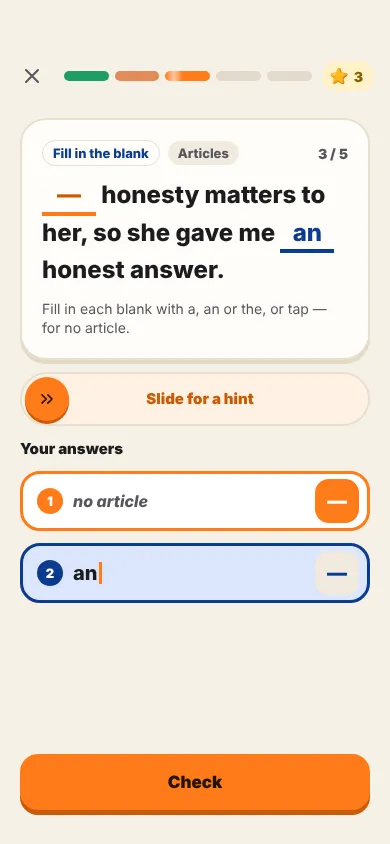 3
Fill in the blank Articles 3 / 5
— honesty matters to
her, so she gave me an
honest answer.
Fill in each blank with a, an or the, or tap —
for no article.
Slide for a hint
Your answers
1 no article —
2 an —
Check